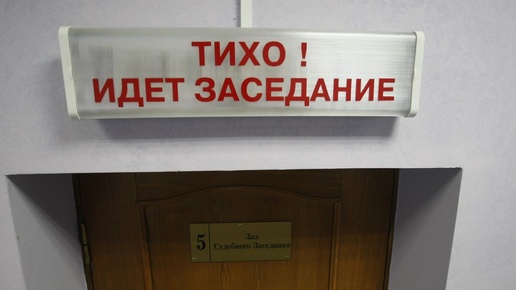 ТИХО !
ИДЕТ ЗАСЕДАНИЕ
5
Зал
Судебного Заседания